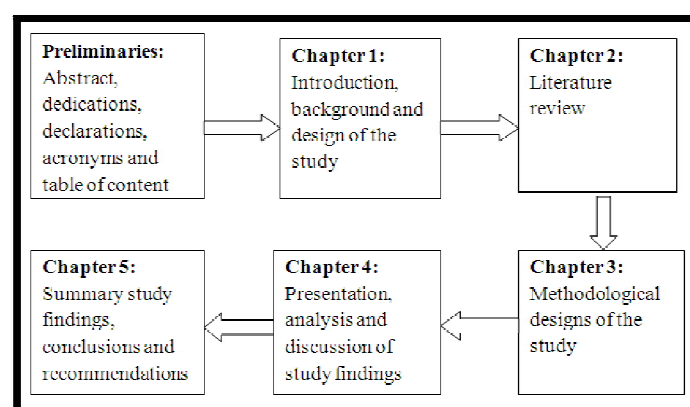 Preliminaries:
Abstract,
dedications,
declarations,
acronyms and
table of content
Chapter 1:
Introduction,
background and
design of the
study
Chapter 2:
Literature
review
Chapter 3:
Methodological
designs of the
study
Chapter 4:
Presentation,
analysis and
discussion of
study findings
Chapter 5:
Summary study
findings,
conclusions and
recommendations